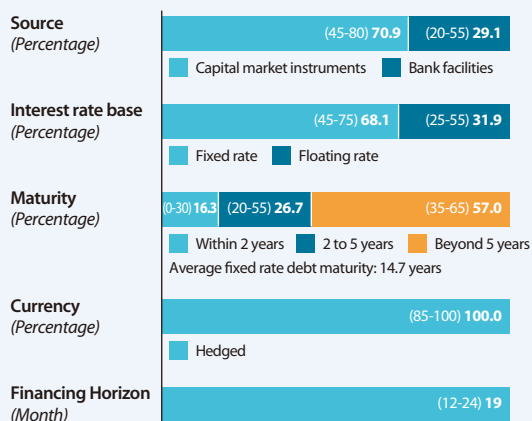 Source
(Percentage)
(45-80) 70.9 (20-55) 29.1
Capital market instruments Bank facilities
Interest rate base
(Percentage)
(45-75) 68.1 (25-55) 31.9
Fixed rate Floating rate
Maturity
(Percentage)
(0-30) 16.3 (20-55) 26.7 (35-65) 57.0
Within 2 years 2 to 5 years Beyond 5 years
Average fixed rate debt maturity: 14.7 years
Currency
(Percentage)
(85-100) 100.0
Hedged
Financing Horizon
(Month)
(12-24) 19